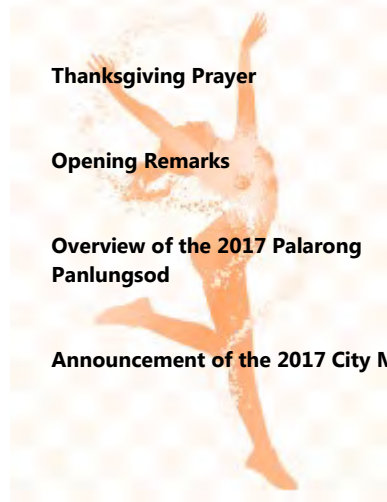 Thanksgiving Prayer
Opening Remarks
Overview of the 2017 Palarong
Panlungsod
Announcement of the 2017 City